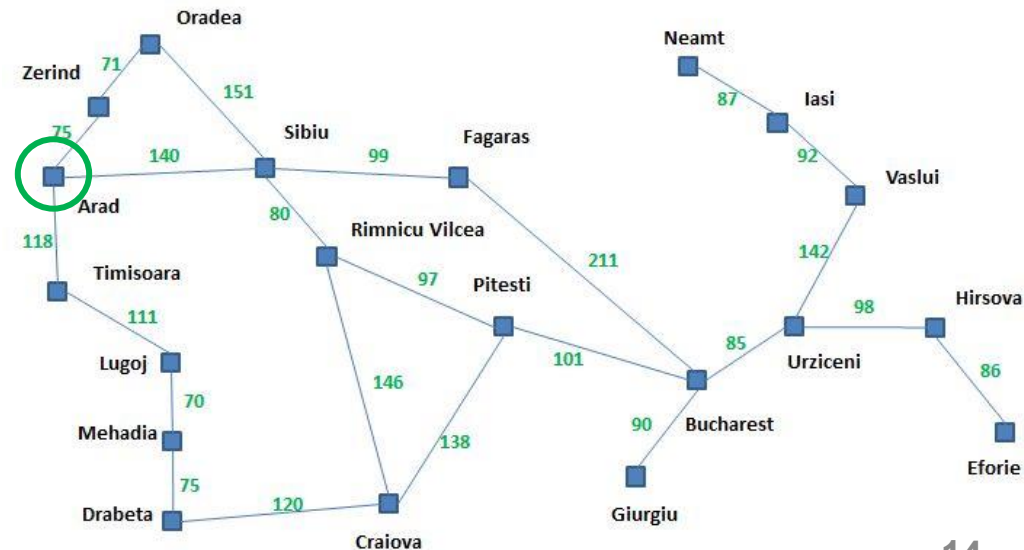 Oradea
Neamt
Zerind
71
87
Iasi
151
75
Sibiu
Fagaras
92
140
99
Vaslui
Arad
80
118
Rimnicu Vilcea
142
211
Timisoara
97
Pitesti
98
Hirsova
111
85
Urziceni
Lugoj
101
86
146
70
90
Bucharest
Mehadia
138
Eforie
75
Drabeta
120
Giurgiu
Craiova
14